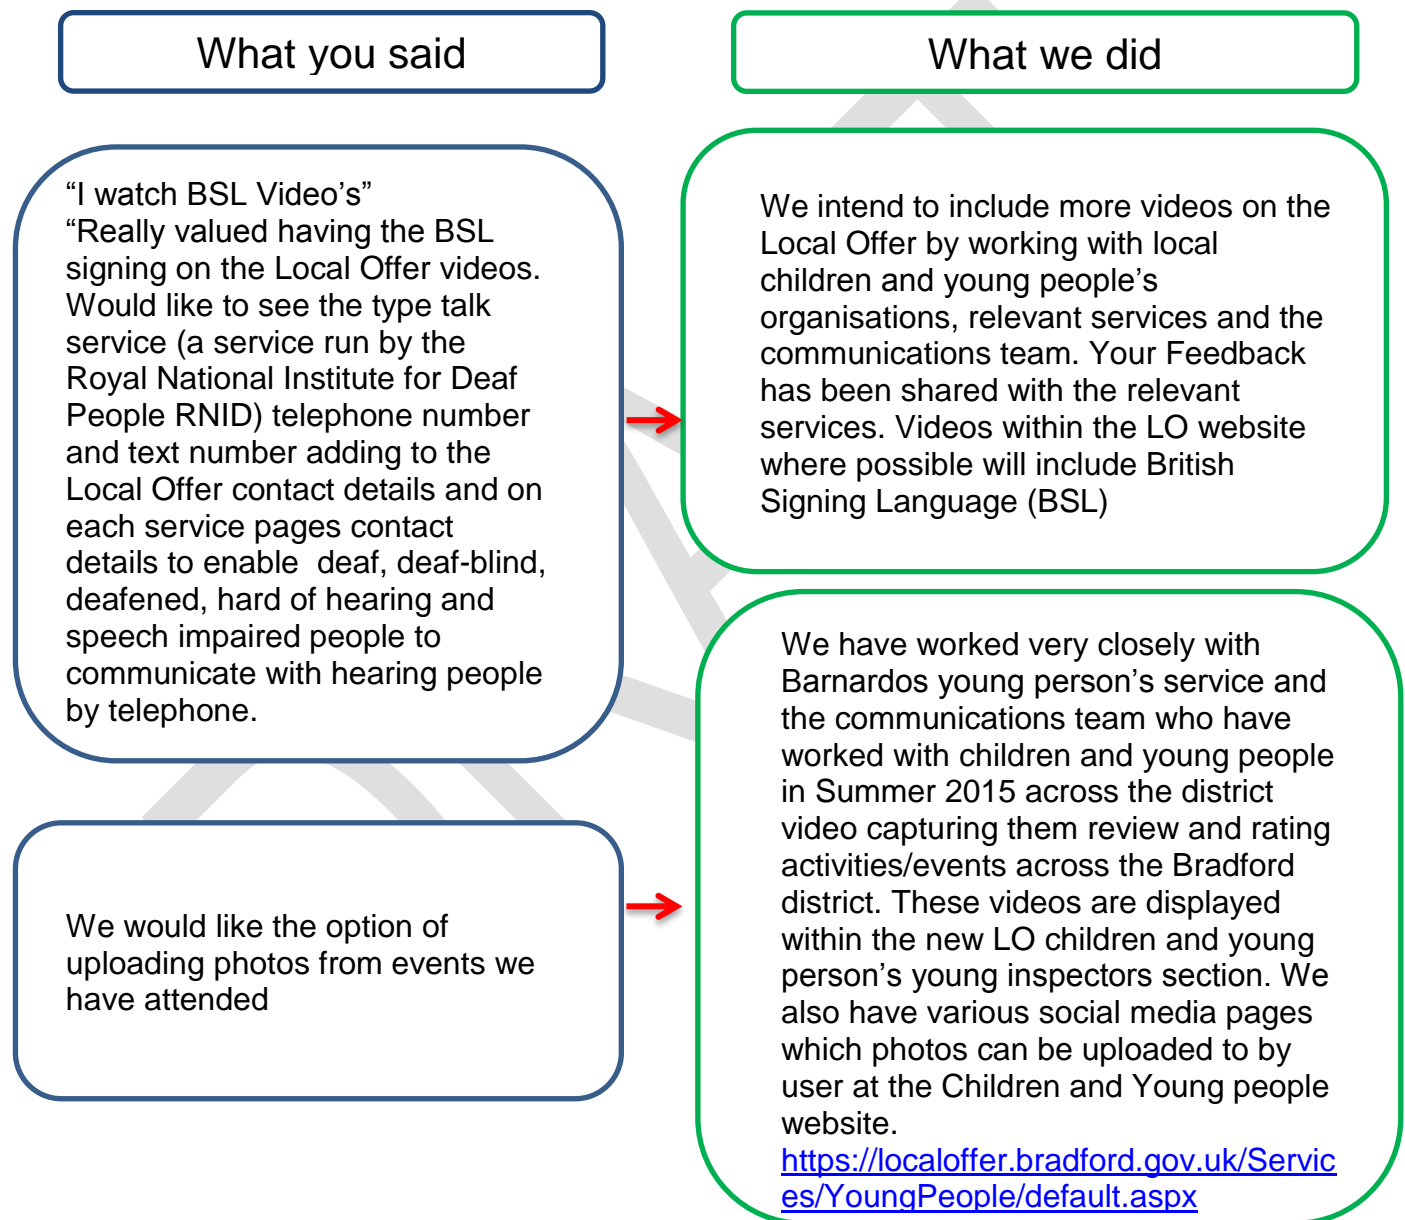 What you said
What we did
“I watch BSL Video’s”
“Really valued having the BSL
signing on the Local Offer videos.
Would like to see the type talk
service (a service run by the
Royal National Institute for Deaf
People RNID) telephone number
and text number adding to the
Local Offer contact details and on
each service pages contact
details to enable  deaf, deaf-blind,
deafened, hard of hearing and
speech impaired people to
communicate with hearing people
by telephone.
We intend to include more videos on the
Local Offer by working with local
children and young people’s
organisations, relevant services and the
communications team. Your Feedback
has been shared with the relevant
services. Videos within the LO website
where possible will include British
Signing Language (BSL)
We would like the option of
uploading photos from events we
have attended
We have worked very closely with
Barnardos young person’s service and
the communications team who have
worked with children and young people
in Summer 2015 across the district
video capturing them review and rating
activities/events across the Bradford
district. These videos are displayed
within the new LO children and young
person’s young inspectors section. We
also have various social media pages
which photos can be uploaded to by
user at the Children and Young people
website.
https://localoffer.bradford.gov.uk/Servic
es/YoungPeople/default.aspx